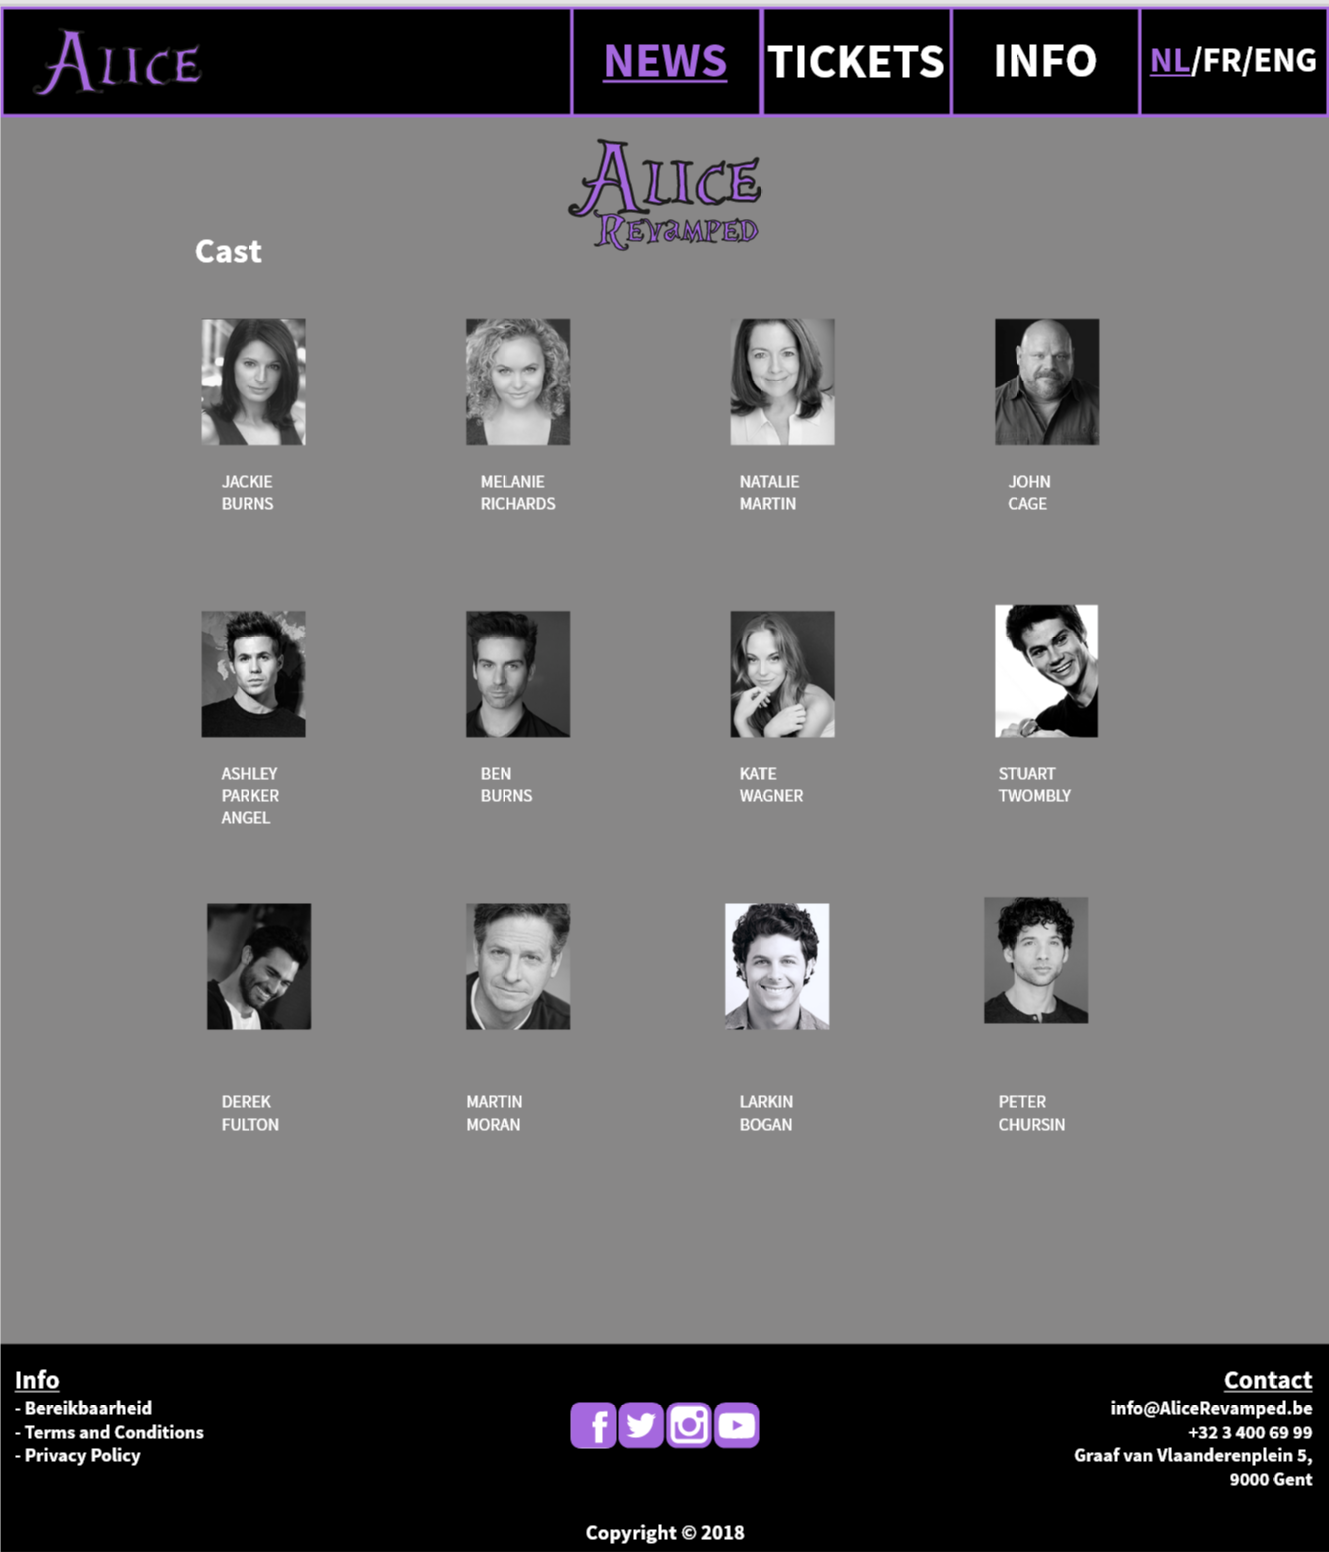 ALICE
NEWS
TICKETS
INFO
NL/FR/ENG
ALICE
REVAMPED
Cast
JACKIE
BURNS
MELANIE
RICHARDS
NATALIE
MARTIN
JOHN
CAGE
ASHLEY
PARKER
ANGEL
BEN
BURNS
KATE
WAGNER
STUART
TWOMBLY
DEREK
FULTON
MARTIN
MORAN
LARKIN
BOGAN
PETER
CHURSIN
Info
- Bereikbaarheid
- Terms and Conditions
- Privacy Policy
Contact
info@AliceRevamped.be
+32 3 400 69 99
Graaf van Vlaanderenplein 5,
9000 Gent
Copyright © 2018